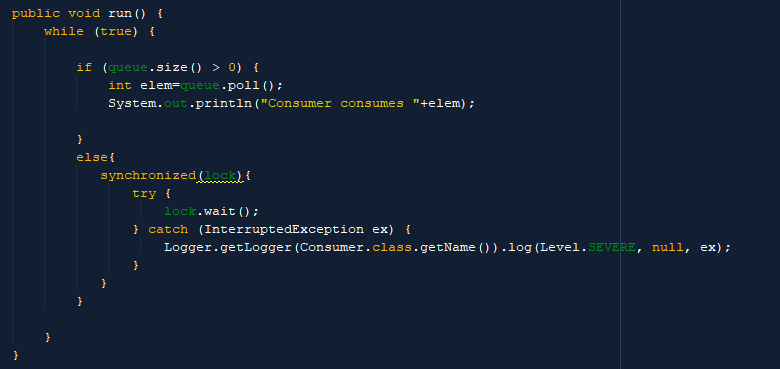 public void run() {
while (true) {
if (queue.size() > 0) {
int elem=queue.poll();
System.out.println("Consumer consumes "+elem);
}
else{
synchronized(lock){
try {
lock.wait();
} catch (InterruptedException ex) {
Logger.getLogger(Consumer.class.getName()).log(Level.SEVERE, null, ex);
}
}
}
}
}